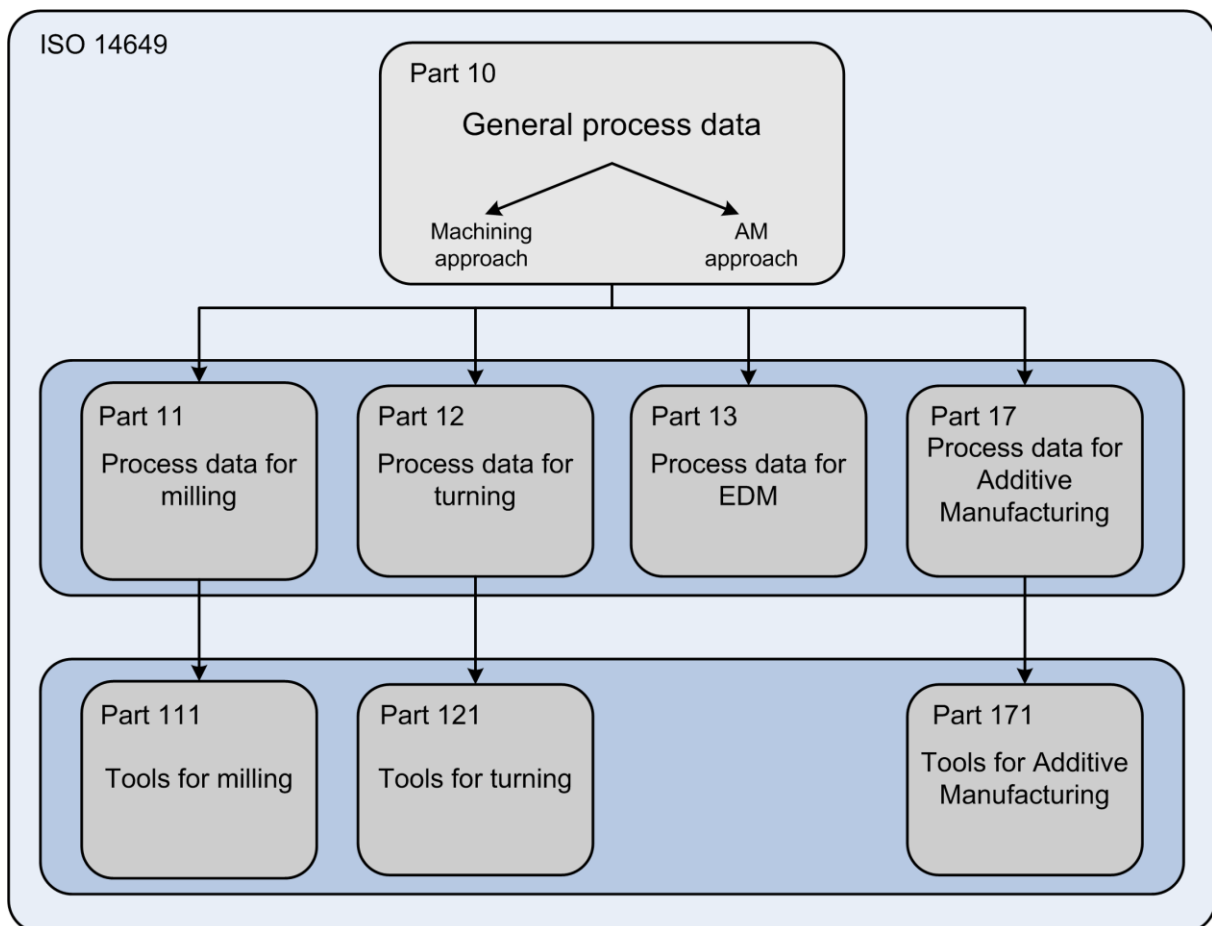 ISO 14649
Part 10
General process data
Machining
approach
AM
approach
Part 11
Process data for
milling
Part 12
Process data for
turning
Part 13
Process data for
EDM
Part 17
Process data for
Additive
Manufacturing
Part 111
Tools for milling
Part 121
Tools for turning
Part 171
Tools for Additive
Manufacturing